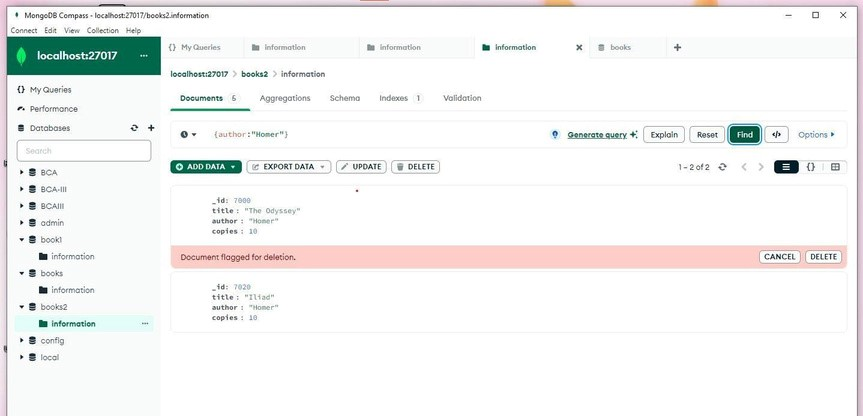 MongoDB Compass - localhost:27017/books2.information
Connect Edit View Collection Help
localhost:27017 ...
{} My Queries
Performance
Databases
Search
BCA
BCA-III
BCAIII
admin
book1
information
books
information
books2
information ...
config
local
{} My Queries information information information books
localhost:27017 > books2 > information
Documents 5 Aggregations Schema Indexes 1 Validation
{author:"Homer"} Generate query Explain Reset Find </> Options
ADD DATA EXPORT DATA UPDATE DELETE 1 – 2 of 2 {}
_id: 7000
title : "The Odyssey"
author : "Homer"
copies : 10
Document flagged for deletion. CANCEL DELETE
_id: 7020
title : "Iliad"
author : "Homer"
copies : 10